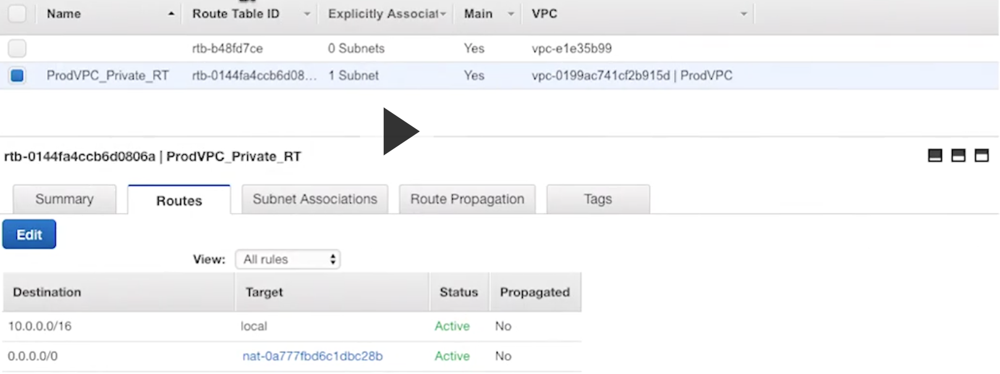 Name Route Table ID Explicitly Associat Main VPC
rtb-b48fd7ce 0 Subnets Yes vpc-e1e35b99
ProdVPC_Private_RT rtb-0144fa4ccb6d08... 1 Subnet Yes vpc-0199ac741cf2b915d | ProdVPC
rtb-0144fa4ccb6d0806a | ProdVPC_Private_RT
Summary Routes Subnet Associations Route Propagation Tags
Edit
View: All rules
Destination Target Status Propagated
10.0.0.0/16 local Active No
0.0.0.0/0 nat-0a777fbd6c1dbc28b Active No